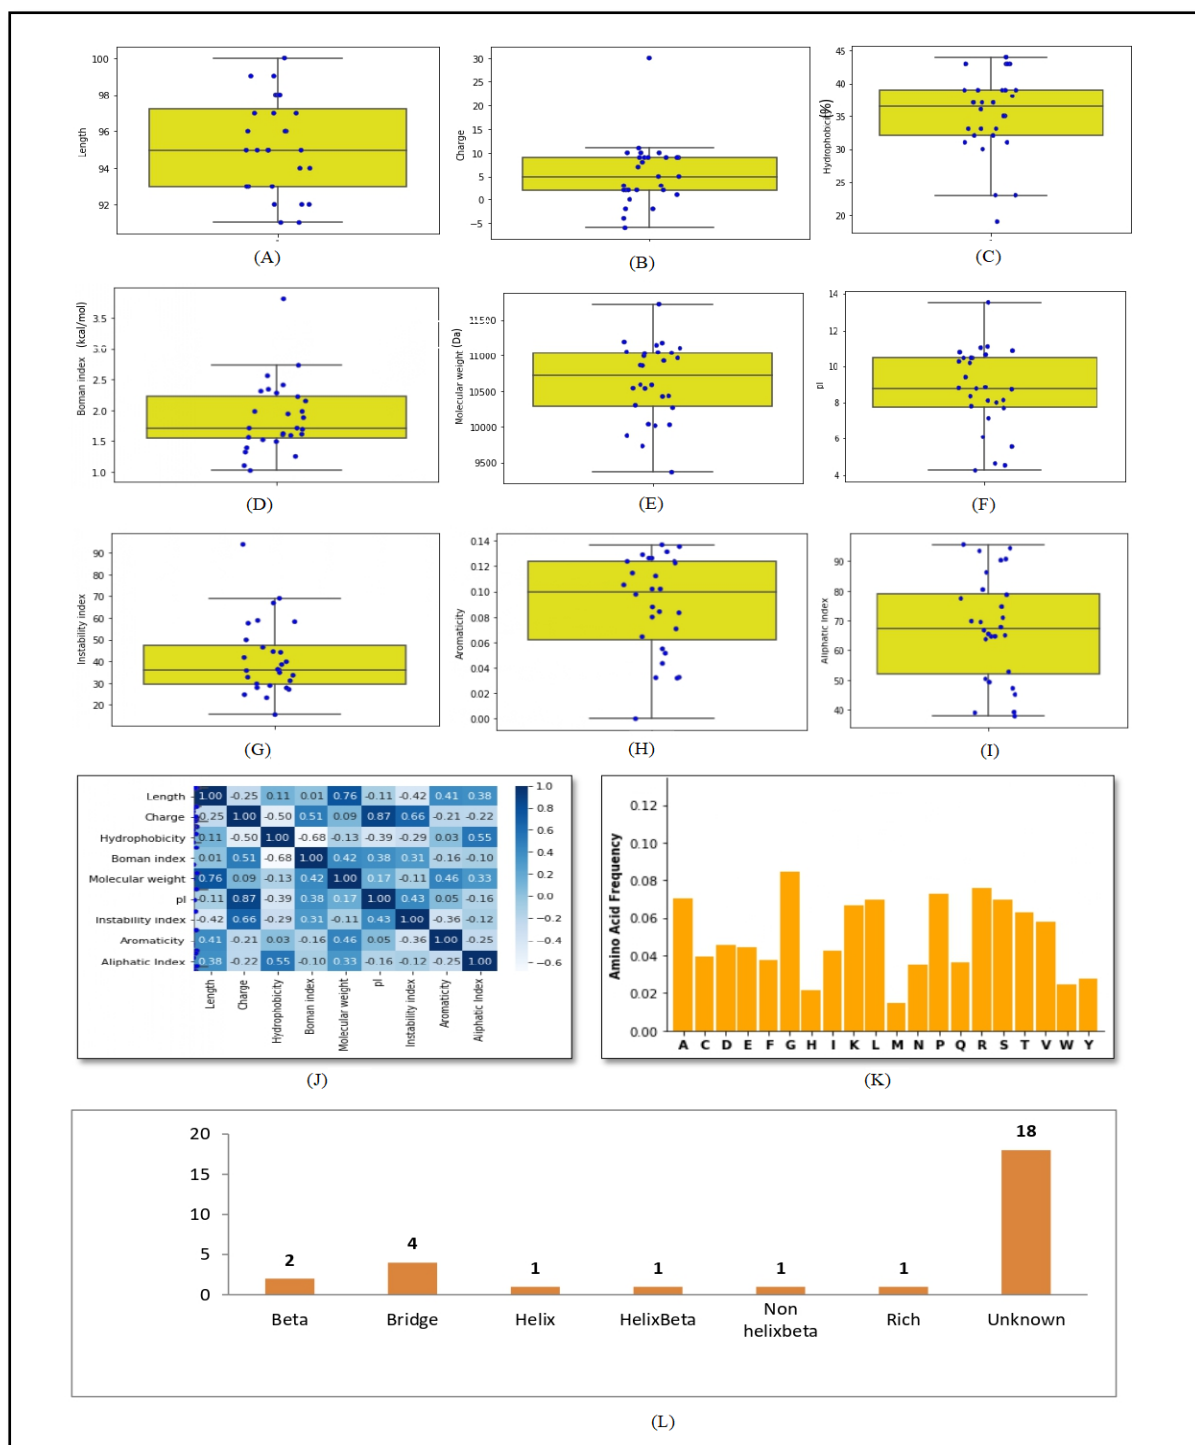 100
98
96
94
92
Length
(A)
30
25
20
15
10
5
0
−5
Charge
(B)
45
40
35
30
25
20
Hydrophobicity (%)
(C)
3.5
3.0
2.5
2.0
1.5
1.0
Boman index (kcal/mol)
(D)
11500
11000
10500
10000
9500
Molecular weight (Da)
(E)
14
12
10
8
6
4
pI
(F)
90
80
70
60
50
40
30
20
Instability index
(G)
0.14
0.12
0.10
0.08
0.06
0.04
0.02
0.00
Aromaticity
(H)
90
80
70
60
50
40
Aliphatic Index
(I)
Length 1.00 -0.25 0.11 0.01 0.76 -0.11 -0.42 0.41 0.38
Charge -0.25 1.00 -0.50 0.51 0.09 0.87 0.66 -0.21 -0.22
Hydrophobicity 0.11 -0.50 1.00 -0.68 -0.13 -0.39 -0.29 0.03 0.55
Boman index 0.01 0.51 -0.68 1.00 0.42 0.38 0.31 -0.16 -0.10
Molecular weight 0.76 0.09 -0.13 0.42 1.00 0.17 -0.11 0.46 0.33
pI -0.11 0.87 -0.39 0.38 0.17 1.00 0.43 0.05 -0.16
Instability index -0.42 0.66 -0.29 0.31 -0.11 0.43 1.00 -0.36 -0.12
Aromaticity 0.41 -0.21 0.03 -0.16 0.46 0.05 -0.36 1.00 -0.25
Aliphatic Index 0.38 -0.22 0.55 -0.10 0.33 -0.16 -0.12 -0.25 1.00
Length Charge Hydrophobicity Boman index Molecular weight pI Instability index Aromaticity Aliphatic Index
1.0
0.8
0.6
0.4
0.2
0.0
−0.2
−0.4
−0.6
(J)
0.12
0.10
0.08
0.06
0.04
0.02
0.00
Amino Acid Frequency
A C D E F G H I K L M N P Q R S T V W Y
(K)
20
15
10
5
0
2 4 1 1 1 1 18
Beta Bridge Helix HelixBeta Non helixbeta Rich Unknown
(L)